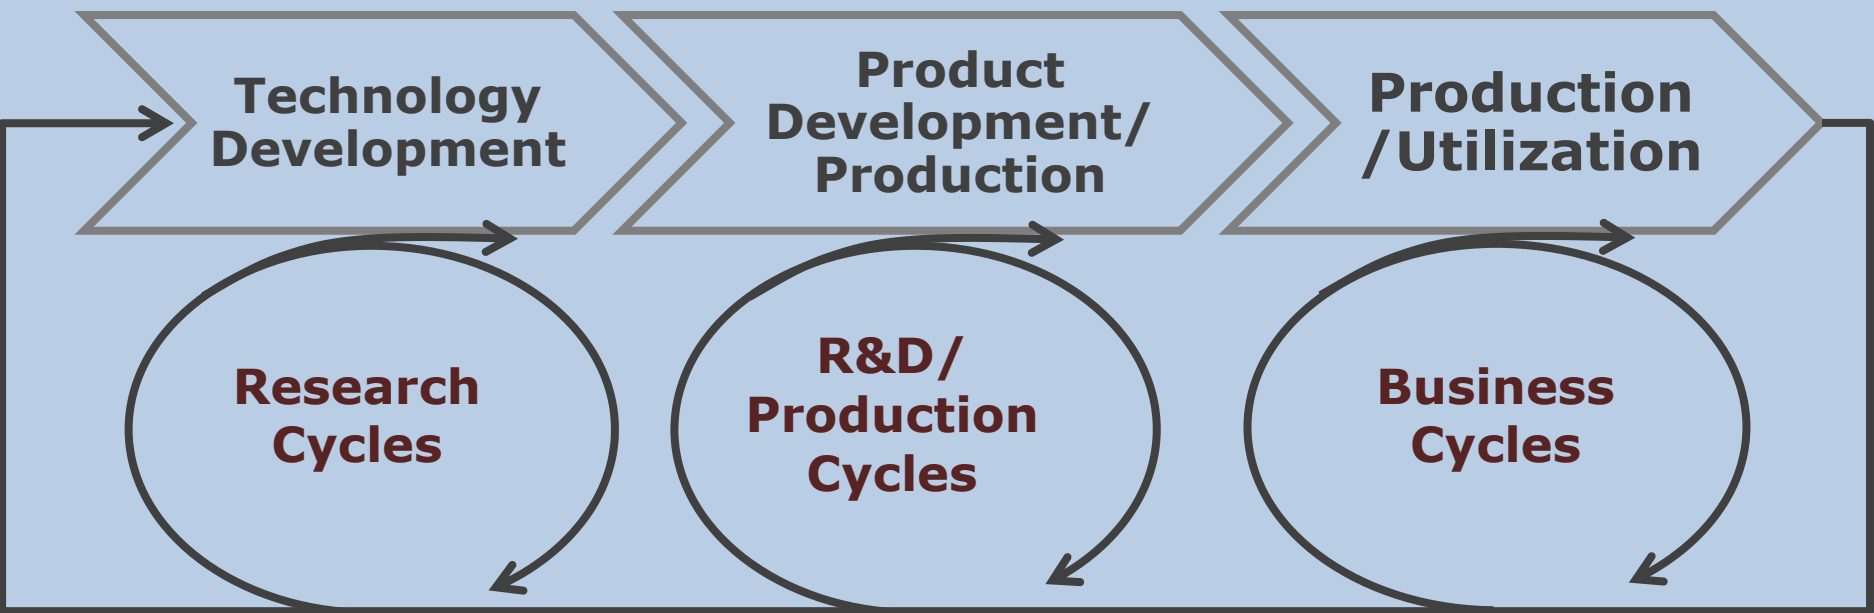 Technology
Development
Product
Development/
Production
Production
/Utilization
Research
Cycles
R&D/
Production
Cycles
Business
Cycles